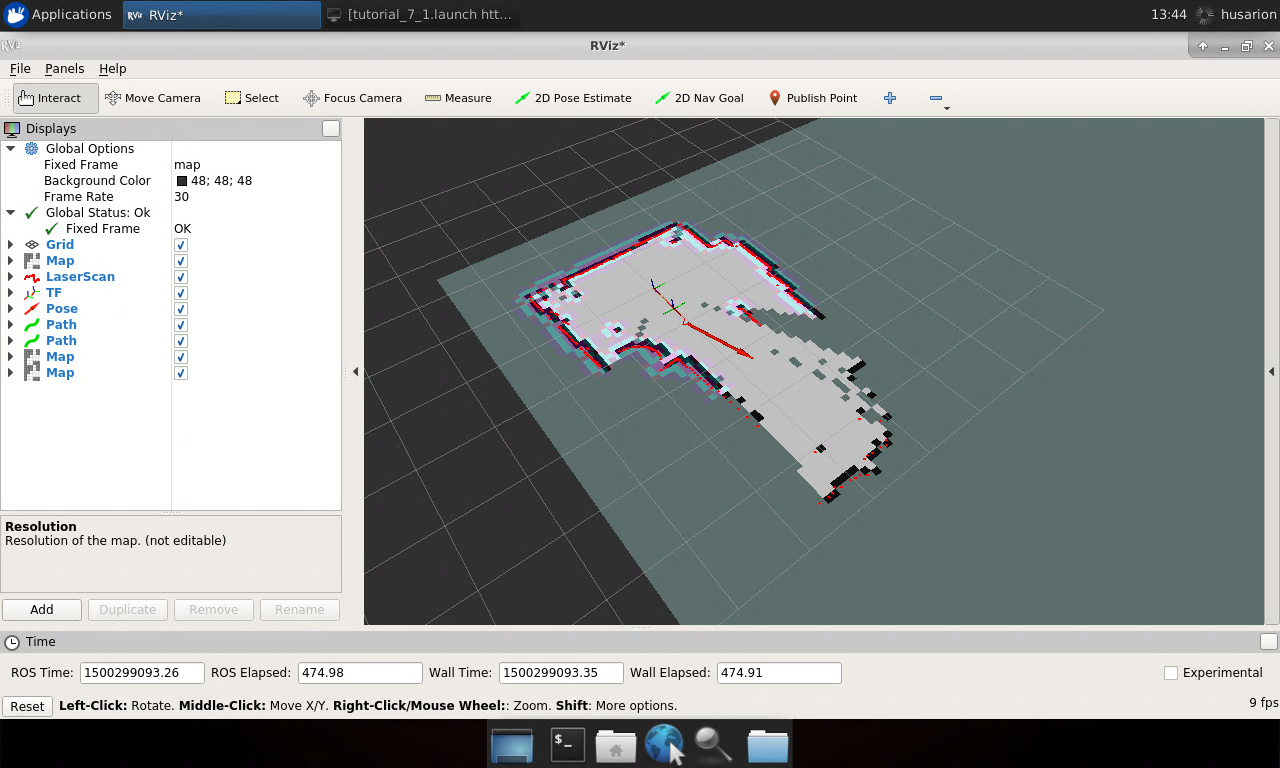 Applications RViz RViz* [tutorial_7_1.launch htt... 13:44 husarion
RViz RViz*
File Panels Help
Interact Move Camera Select Focus Camera Measure 2D Pose Estimate 2D Nav Goal Publish Point
Displays
Global Options
Fixed Frame map
Background Color 48; 48; 48
Frame Rate 30
Global Status: Ok
Fixed Frame OK
Grid
Map
LaserScan
TF
Pose
Path
Path
Map
Map
Resolution
Resolution of the map. (not editable)
Add Duplicate Remove Rename
Time
ROS Time: 1500299093.26 ROS Elapsed: 474.98 Wall Time: 1500299093.35 Wall Elapsed: 474.91 Experimental
Reset Left-Click: Rotate. Middle-Click: Move X/Y. Right-Click/Mouse Wheel:: Zoom. Shift: More options. 9 fps
$_